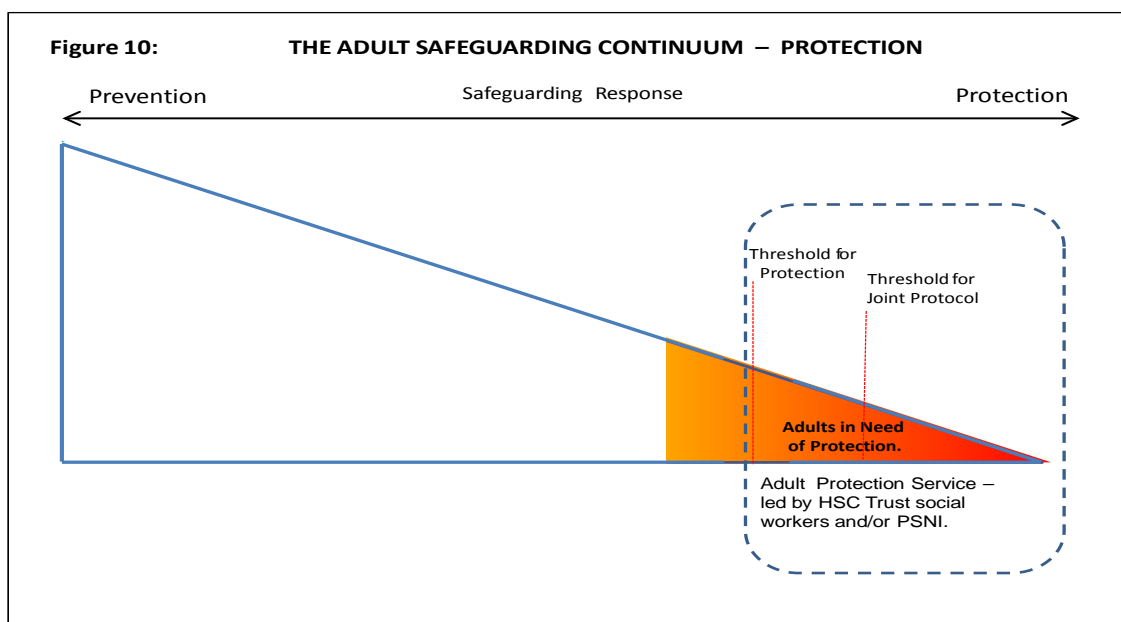 Figure 10: THE ADULT SAFEGUARDING CONTINUUM – PROTECTION
Prevention Safeguarding Response Protection
Threshold for
Protection
Threshold for
Joint Protocol
Adults in Need
of Protection.
Adult Protection Service –
led by HSC Trust social
workers and/or PSNI.